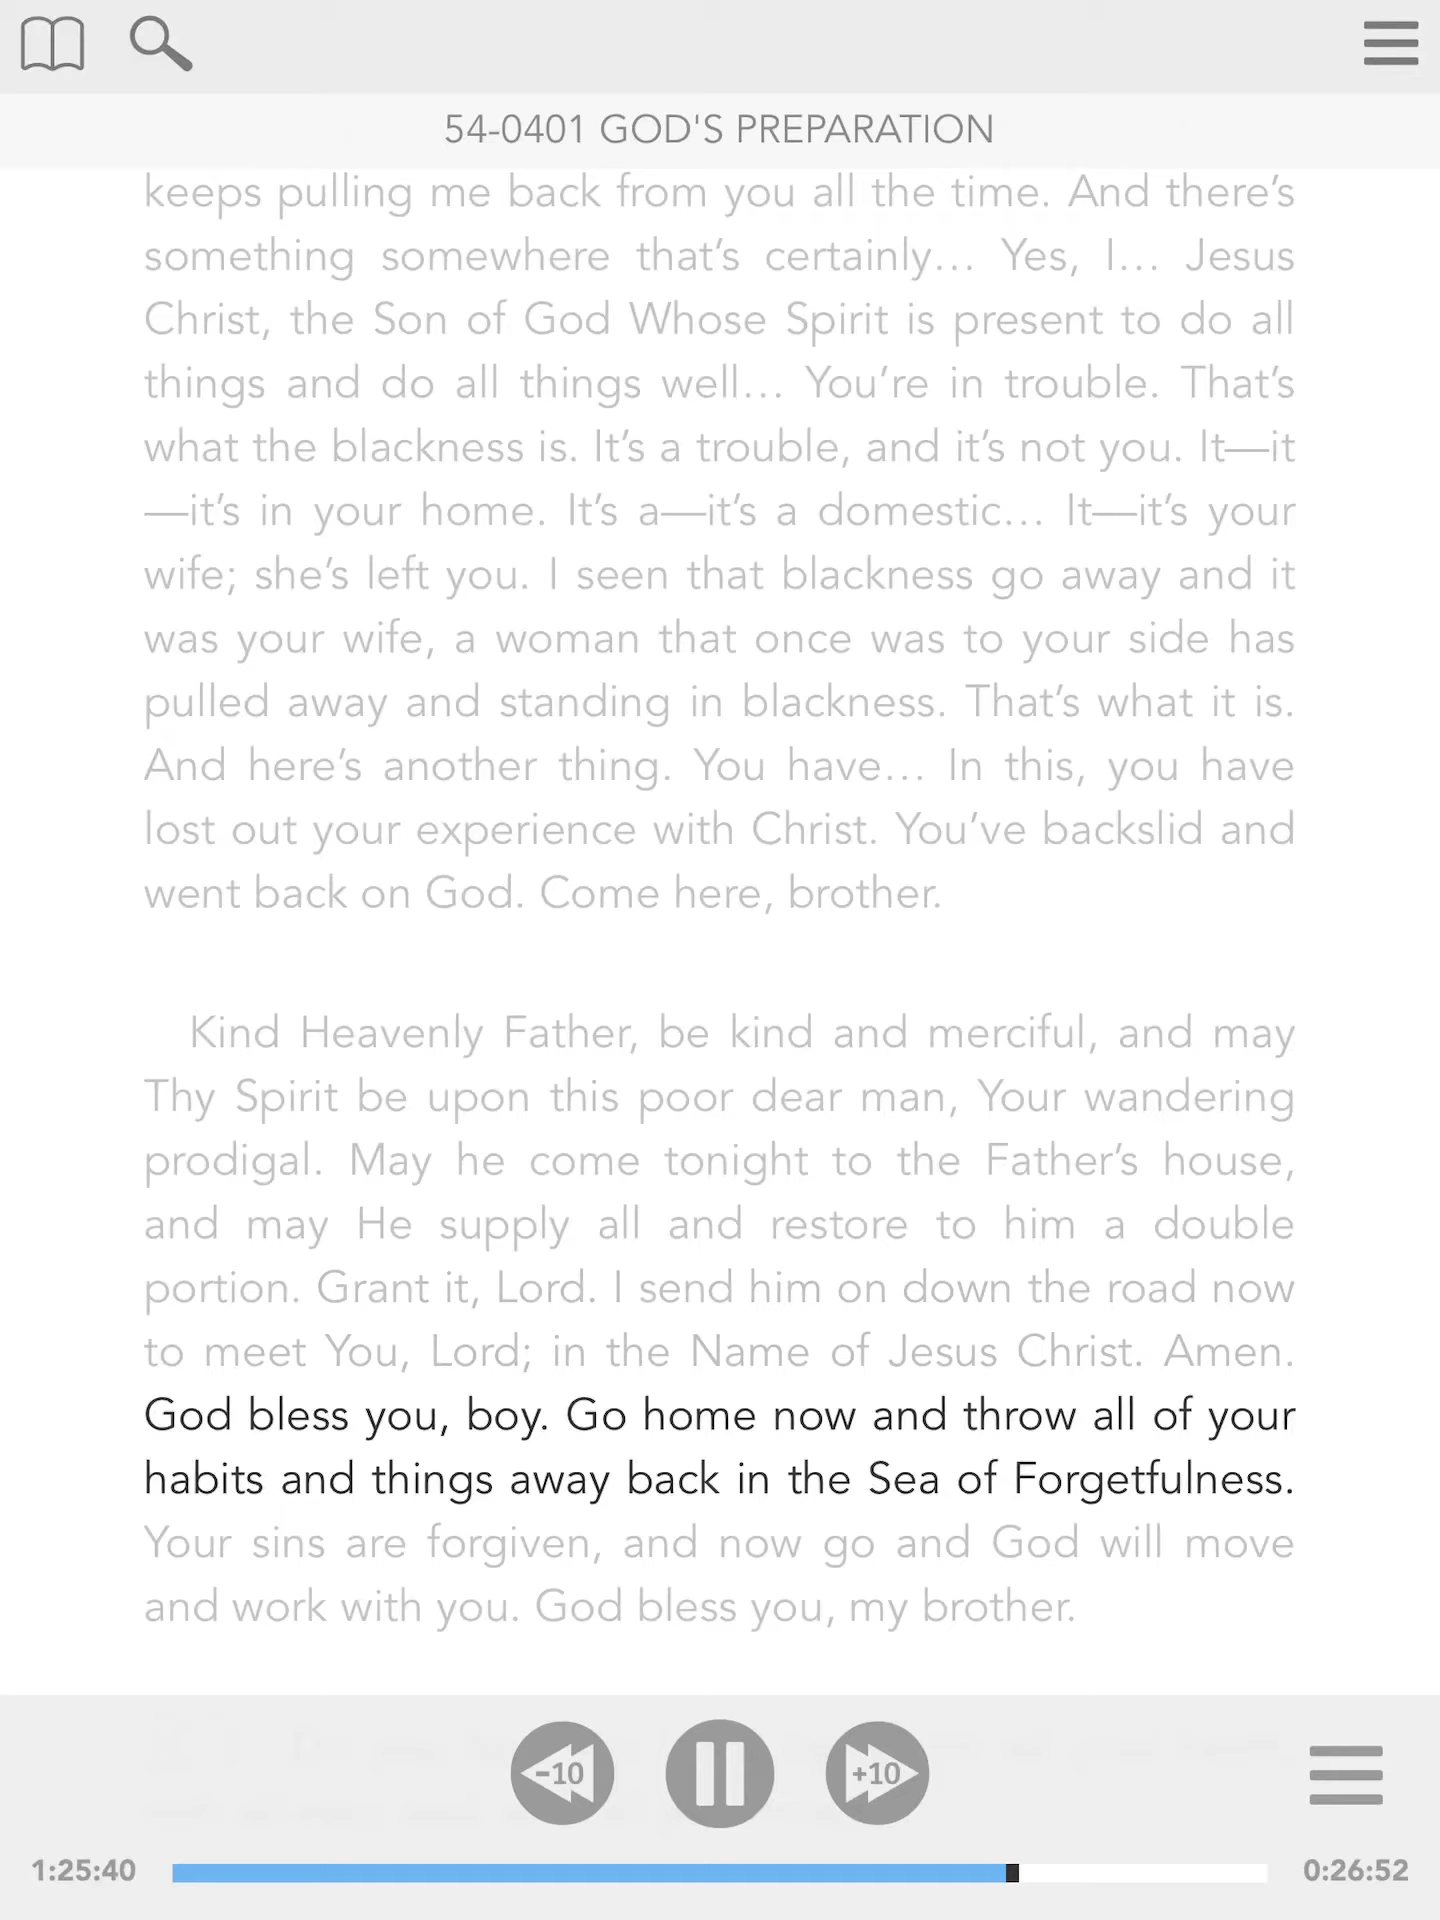 54-0401 GOD'S PREPARATION
keeps pulling me back from you all the time. And there’s
something somewhere that’s certainly… Yes, I… Jesus
Christ, the Son of God Whose Spirit is present to do all
things and do all things well… You’re in trouble. That’s
what the blackness is. It’s a trouble, and it’s not you. It—it
—it’s in your home. It’s a—it’s a domestic… It—it’s your
wife; she’s left you. I seen that blackness go away and it
was your wife, a woman that once was to your side has
pulled away and standing in blackness. That’s what it is.
And here’s another thing. You have… In this, you have
lost out your experience with Christ. You’ve backslid and
went back on God. Come here, brother.
Kind Heavenly Father, be kind and merciful, and may
Thy Spirit be upon this poor dear man, Your wandering
prodigal. May he come tonight to the Father’s house,
and may He supply all and restore to him a double
portion. Grant it, Lord. I send him on down the road now
to meet You, Lord; in the Name of Jesus Christ. Amen.
God bless you, boy. Go home now and throw all of your
habits and things away back in the Sea of Forgetfulness.
Your sins are forgiven, and now go and God will move
and work with you. God bless you, my brother.
-10 +10
1:25:40 0:26:52